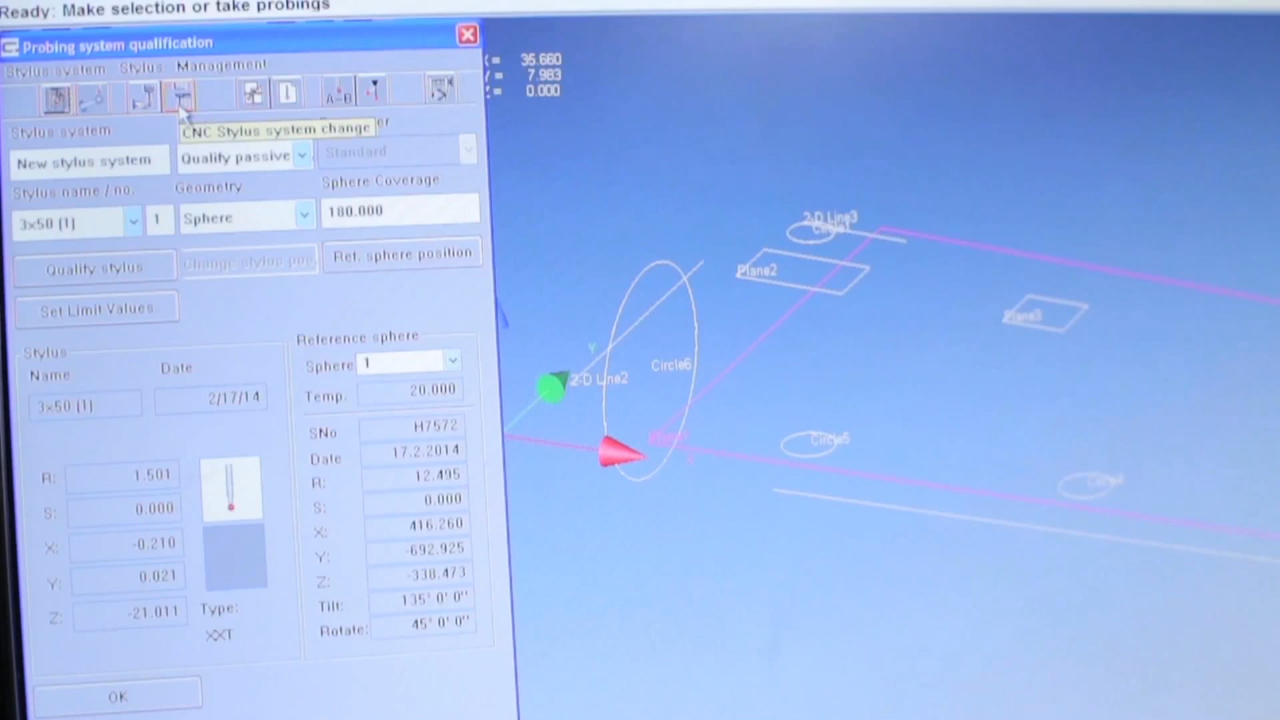 Ready: Make selection or take probings
Probing system qualification
Stylus system Stylus Management
X= 35.660
Y= 7.983
Z= 0.000
A-B
CNC Stylus system change
Stylus system
New stylus system
Qualify passive
Standard
Stylus name / no.
Geometry
Sphere Coverage
3x50 (1)
1
Sphere
180.000
Qualify stylus
Change stylus pos.
Ref. sphere position
Set Limit Values
Stylus
Name
Date
3x50 (1)
2/17/14
R: 1.501
S: 0.000
X: -0.210
Y: 0.021
Z: -21.011
Type:
XXT
Reference sphere
Sphere 1
Temp. 20.000
SNo H7572
Date 17.2.2014
R: 12.495
S: 0.000
X: 416.260
Y: -692.925
Z: -338.473
Tilt: 135° 0' 0"
Rotate: 45° 0' 0"
OK
2-D Line3
Plane2
Plane3
Y
2-D Line2
Circle6
Circle5